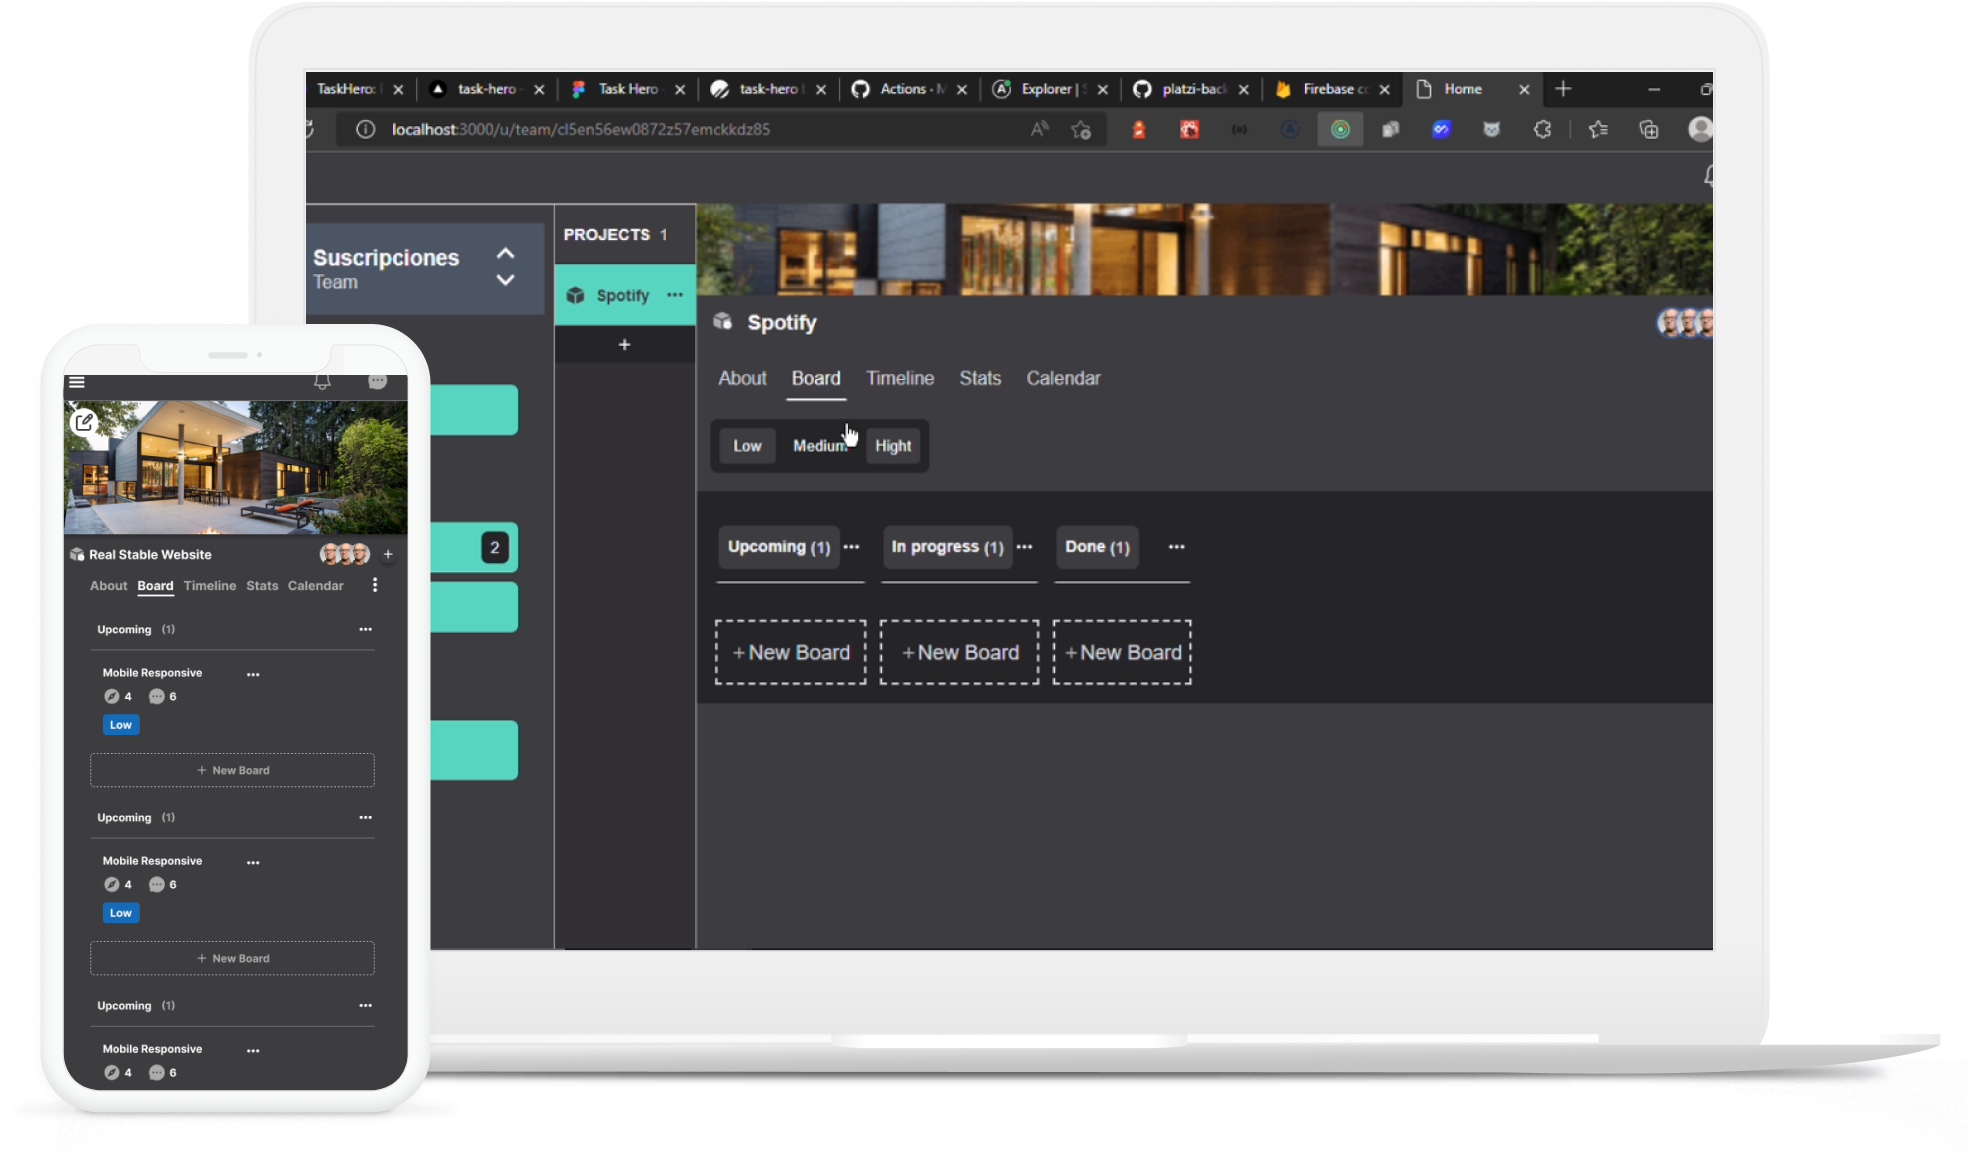 TaskHero:
task-hero -
Task Hero
task-hero
Actions · M
Explorer |
platzi-back
Firebase co
Home
localhost:3000/u/team/cl5en56ew0872z57emckkdz85
Suscripciones
Team
PROJECTS 1
Spotify
+
Spotify
About Board Timeline Stats Calendar
Low Medium Hight
2
Upcoming (1)
In progress (1)
Done (1)
+ New Board
+ New Board
+ New Board
Real Stable Website +
About Board Timeline Stats Calendar
Upcoming (1)
Mobile Responsive
4 6
Low
+ New Board
Upcoming (1)
Mobile Responsive
4 6
Low
+ New Board
Upcoming (1)
Mobile Responsive
4 6